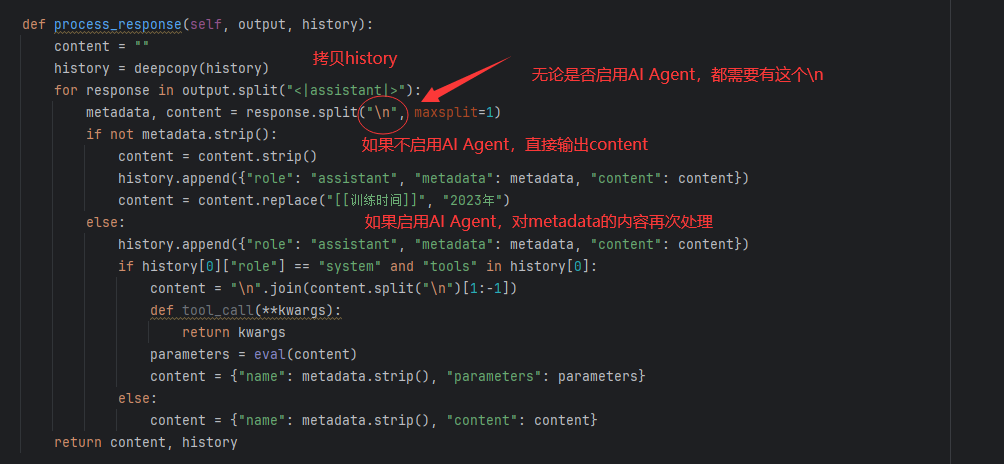 def process_response(self, output, history):
content = ""
拷贝history
history = deepcopy(history)
无论是否启用AI Agent，都需要有这个\n
for response in output.split("<|assistant|>"):
metadata, content = response.split("\n", maxsplit=1)
if not metadata.strip():
如果不启用AI Agent，直接输出content
content = content.strip()
history.append({"role": "assistant", "metadata": metadata, "content": content})
content = content.replace("[[训练时间]]", "2023年")
else:
如果启用AI Agent，对metadata的内容再次处理
history.append({"role": "assistant", "metadata": metadata, "content": content})
if history[0]["role"] == "system" and "tools" in history[0]:
content = "\n".join(content.split("\n")[1:-1])
def tool_call(**kwargs):
return kwargs
parameters = eval(content)
content = {"name": metadata.strip(), "parameters": parameters}
else:
content = {"name": metadata.strip(), "content": content}
return content, history